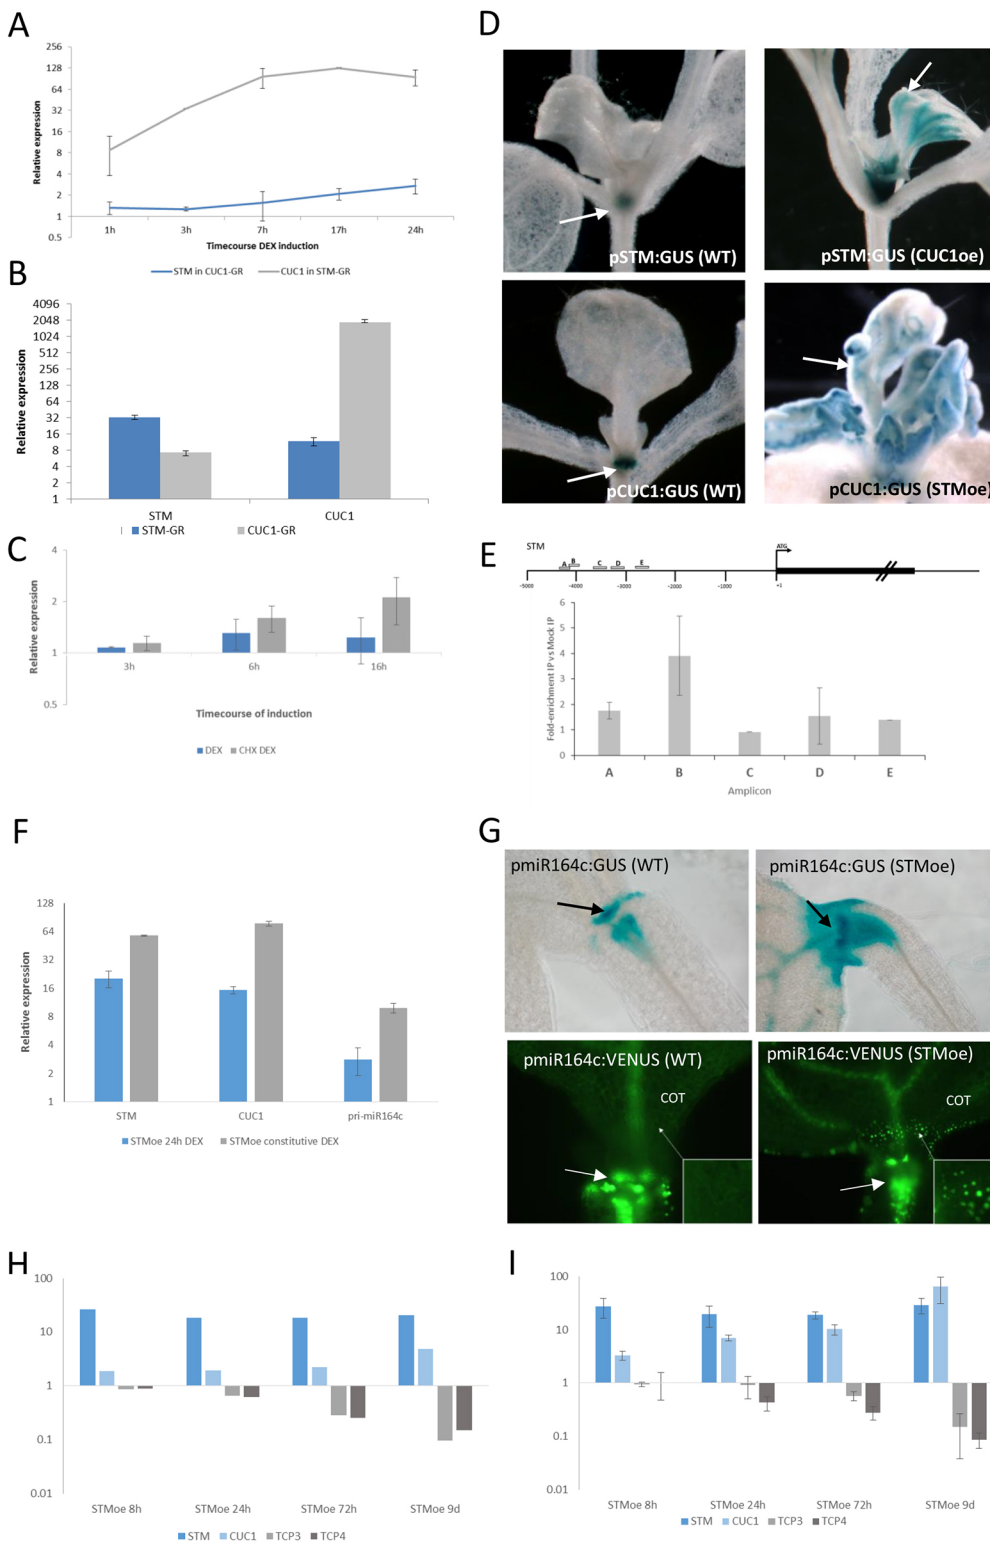 A
256
128
64
32
16
8
4
2
1
0.5
Relative expression
1h 3h 7h 17h 24h
Timecourse DEX induction
STM in CUC1-GR CUC1 in STM-GR
B
4096
2048
1024
512
256
128
64
32
16
8
4
2
1
Relative expression
STM CUC1
STM-GR CUC1-GR
C
4
2
1
0.5
Relative expression
3h 6h 16h
Timecourse of induction
DEX CHX DEX
D
pSTM:GUS (WT)
pSTM:GUS (CUC1oe)
pCUC1:GUS (WT)
pCUC1:GUS (STMoe)
E
STM
A B C D E
ATG
-5000 -4000 -3000 -2000 -1000 +1
6
5
4
3
2
1
0
Fold-enrichment IP vs Mock IP
A B C D E
Amplicon
F
128
64
32
16
8
4
2
1
Relative expression
STM CUC1 pri-miR164c
STMoe 24h DEX STMoe constitutive DEX
G
pmiR164c:GUS (WT)
pmiR164c:GUS (STMoe)
pmiR164c:VENUS (WT)
COT
pmiR164c:VENUS (STMoe)
COT
H
100
10
1
0.1
0.01
STMoe 8h STMoe 24h STMoe 72h STMoe 9d
STM CUC1 TCP3 TCP4
I
100
10
1
0.1
0.01
STMoe 8h STMoe 24h STMoe 72h STMoe 9d
STM CUC1 TCP3 TCP4